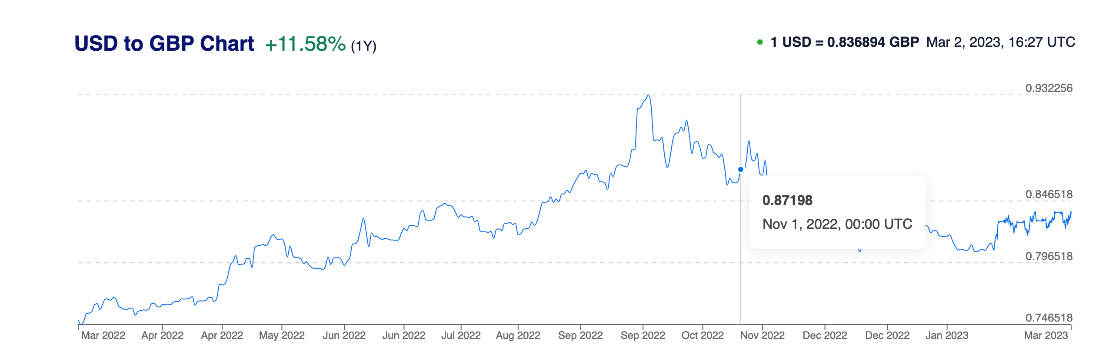 USD to GBP Chart +11.58% (1Y)
1 USD = 0.836894 GBP Mar 2, 2023, 16:27 UTC
0.932256
0.846518
0.87198
Nov 1, 2022, 00:00 UTC
0.796518
0.746518
Mar 2022 Apr 2022 Apr 2022 May 2022 Jun 2022 Jun 2022 Jul 2022 Aug 2022 Sep 2022 Sep 2022 Oct 2022 Nov 2022 Dec 2022 Dec 2022 Jan 2023 Mar 2023